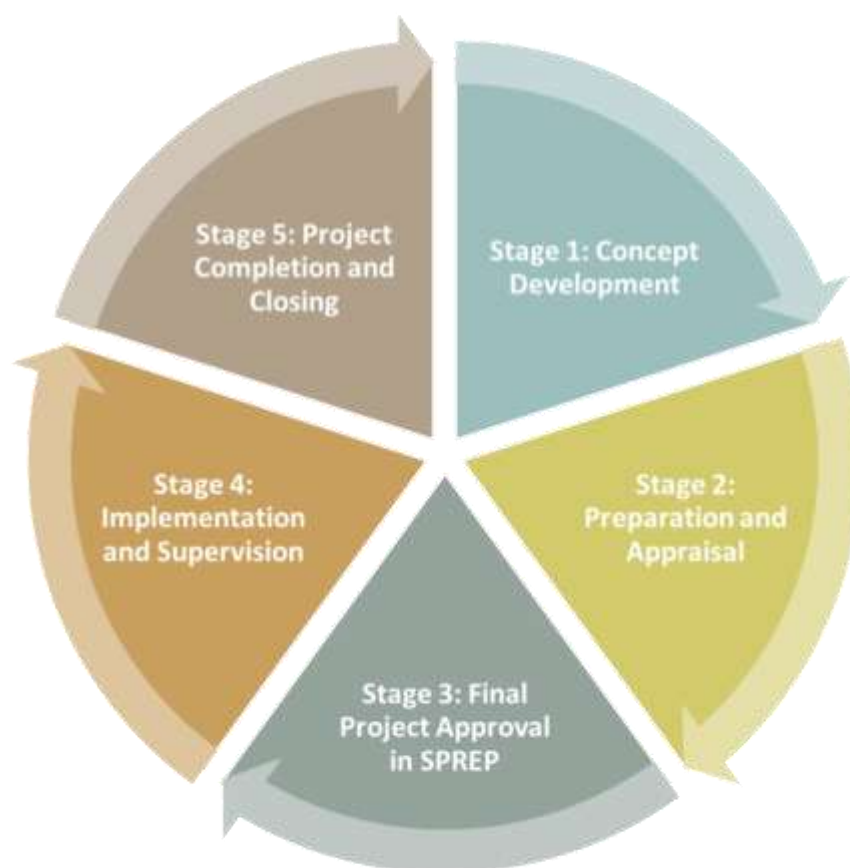 Stage 1: Concept
Development
Stage 2:
Preparation and
Appraisal
Stage 3: Final
Project Approval
in SPREP
Stage 4:
Implementation
and Supervision
Stage 5: Project
Completion and
Closing